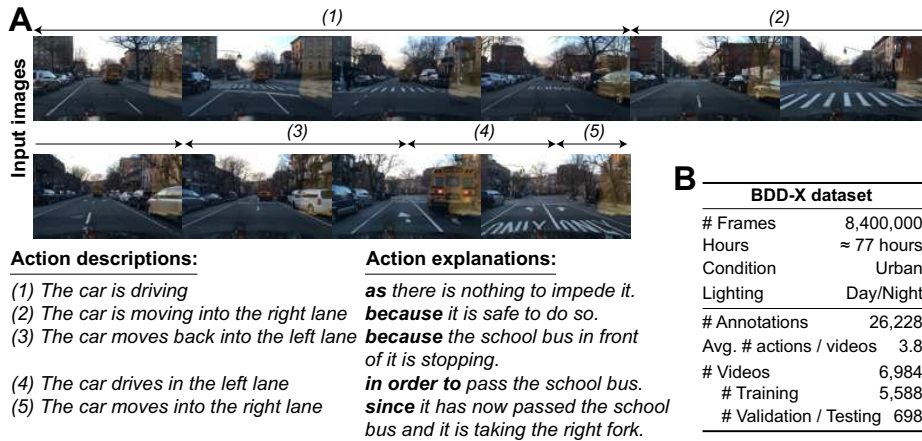 A
(1)
(2)
Input images
(3)
(4)
(5)
Action descriptions:
(1) The car is driving
(2) The car is moving into the right lane
(3) The car moves back into the left lane
(4) The car drives in the left lane
(5) The car moves into the right lane
Action explanations:
as there is nothing to impede it.
because it is safe to do so.
because the school bus in front
of it is stopping.
in order to pass the school bus.
since it has now passed the school
bus and it is taking the right fork.
B
BDD-X dataset
# Frames 8,400,000
Hours ≈ 77 hours
Condition Urban
Lighting Day/Night
# Annotations 26,228
Avg. # actions / videos 3.8
# Videos 6,984
# Training 5,588
# Validation / Testing 698